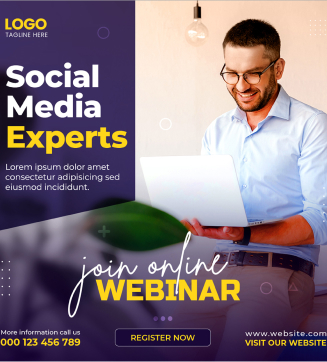 LOGO
TAGLINE HERE
Social
Media
Experts
Lorem ipsum dolor amet
consectetur adipisicing sed
eiusmod incididunt.
join online
WEBINAR
More information call us
000 123 456 789
REGISTER NOW
www.website.com
VISIT OUR WEBSITE